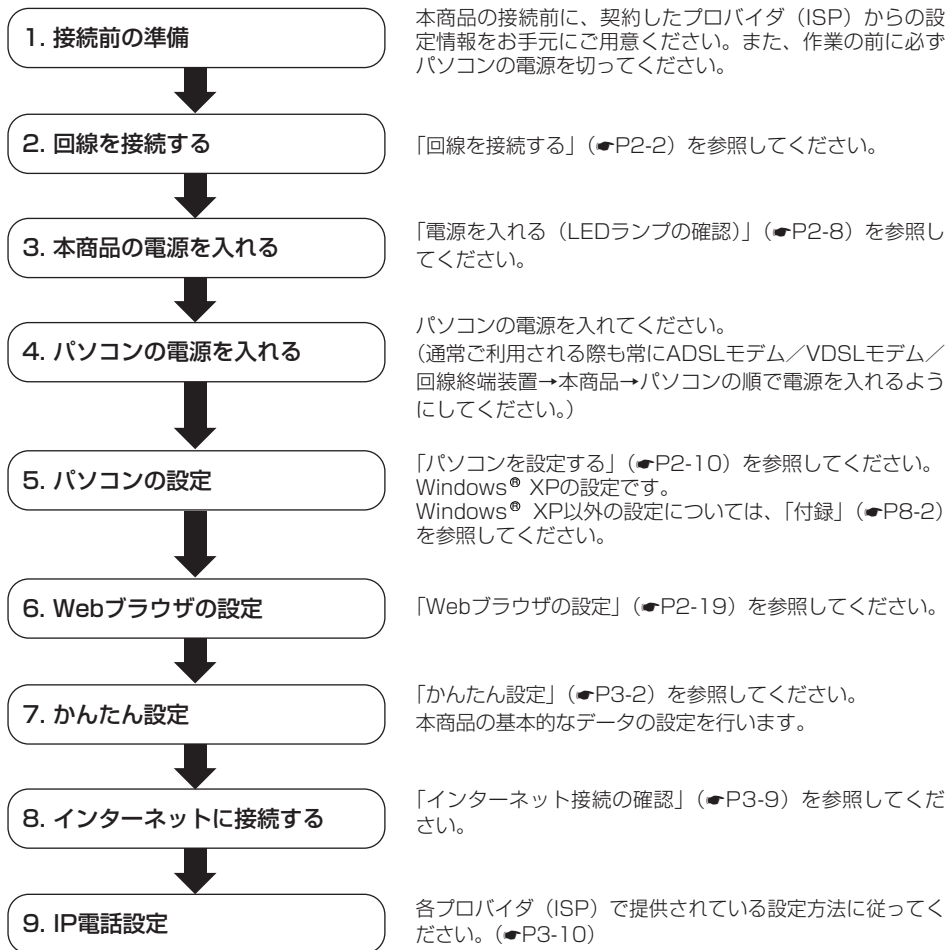 1. 接続前の準備
本商品の接続前に、契約したプロバイダ（ISP）からの設
定情報をお手元にご用意ください。また、作業の前に必ず
パソコンの電源を切ってください。
2. 回線を接続する
「回線を接続する」（☛P2-2）を参照してください。
3. 本商品の電源を入れる
「電源を入れる（LEDランプの確認）」（☛P2-8）を参照し
てください。
4. パソコンの電源を入れる
パソコンの電源を入れてください。
（通常ご利用される際も常にADSLモデム／VDSLモデム／
回線終端装置→本商品→パソコンの順で電源を入れるよう
にしてください。）
5. パソコンの設定
「パソコンを設定する」（☛P2-10）を参照してください。
Windows® XPの設定です。
Windows® XP以外の設定については、「付録」（☛P8-2）
を参照してください。
6. Webブラウザの設定
「Webブラウザの設定」（☛P2-19）を参照してください。
7. かんたん設定
「かんたん設定」（☛P3-2）を参照してください。
本商品の基本的なデータの設定を行います。
8. インターネットに接続する
「インターネット接続の確認」（☛P3-9）を参照してくだ
さい。
9. IP電話設定
各プロバイダ（ISP）で提供されている設定方法に従ってく
ださい。（☛P3-10）